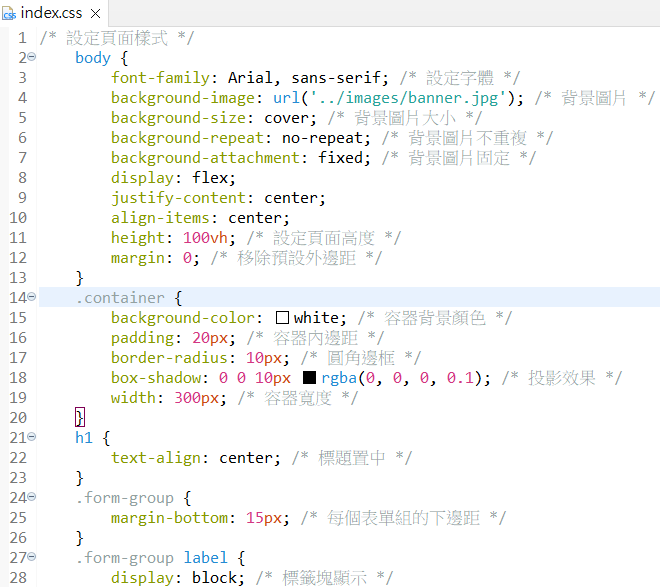 index.css
1 /* 設定頁面樣式 */
2 body {
3 font-family: Arial, sans-serif; /* 設定字體 */
4 background-image: url('../images/banner.jpg'); /* 背景圖片 */
5 background-size: cover; /* 背景圖片大小 */
6 background-repeat: no-repeat; /* 背景圖片不重複 */
7 background-attachment: fixed; /* 背景圖片固定 */
8 display: flex;
9 justify-content: center;
10 align-items: center;
11 height: 100vh; /* 設定頁面高度 */
12 margin: 0; /* 移除預設外邊距 */
13 }
14 .container {
15 background-color: white; /* 容器背景顏色 */
16 padding: 20px; /* 容器內邊距 */
17 border-radius: 10px; /* 圓角邊框 */
18 box-shadow: 0 0 10px rgba(0, 0, 0, 0.1); /* 投影效果 */
19 width: 300px; /* 容器寬度 */
20 }
21 h1 {
22 text-align: center; /* 標題置中 */
23 }
24 .form-group {
25 margin-bottom: 15px; /* 每個表單組的下邊距 */
26 }
27 .form-group label {
28 display: block; /* 標籤塊顯示 */